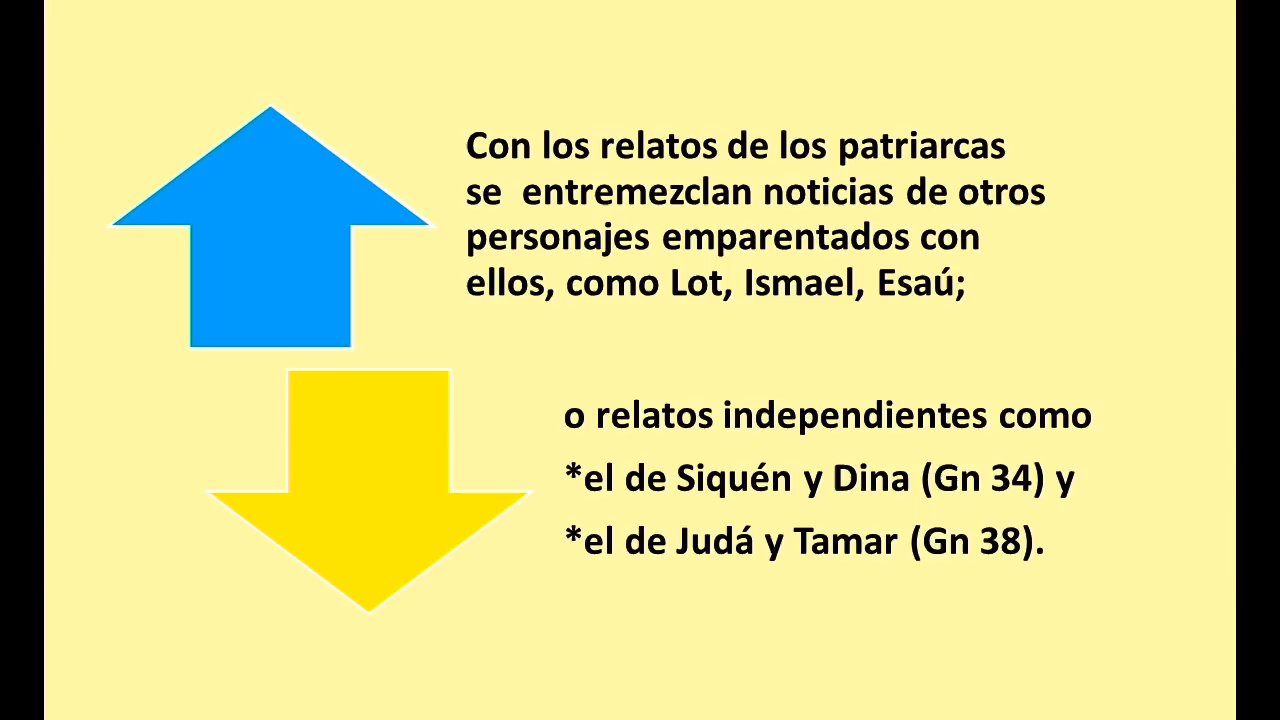 Con los relatos de los patriarcas
se  entremezclan noticias de otros
personajes emparentados con
ellos, como Lot, Ismael, Esaú;
o relatos independientes como
*el de Siquén y Dina (Gn 34) y
*el de Judá y Tamar (Gn 38).